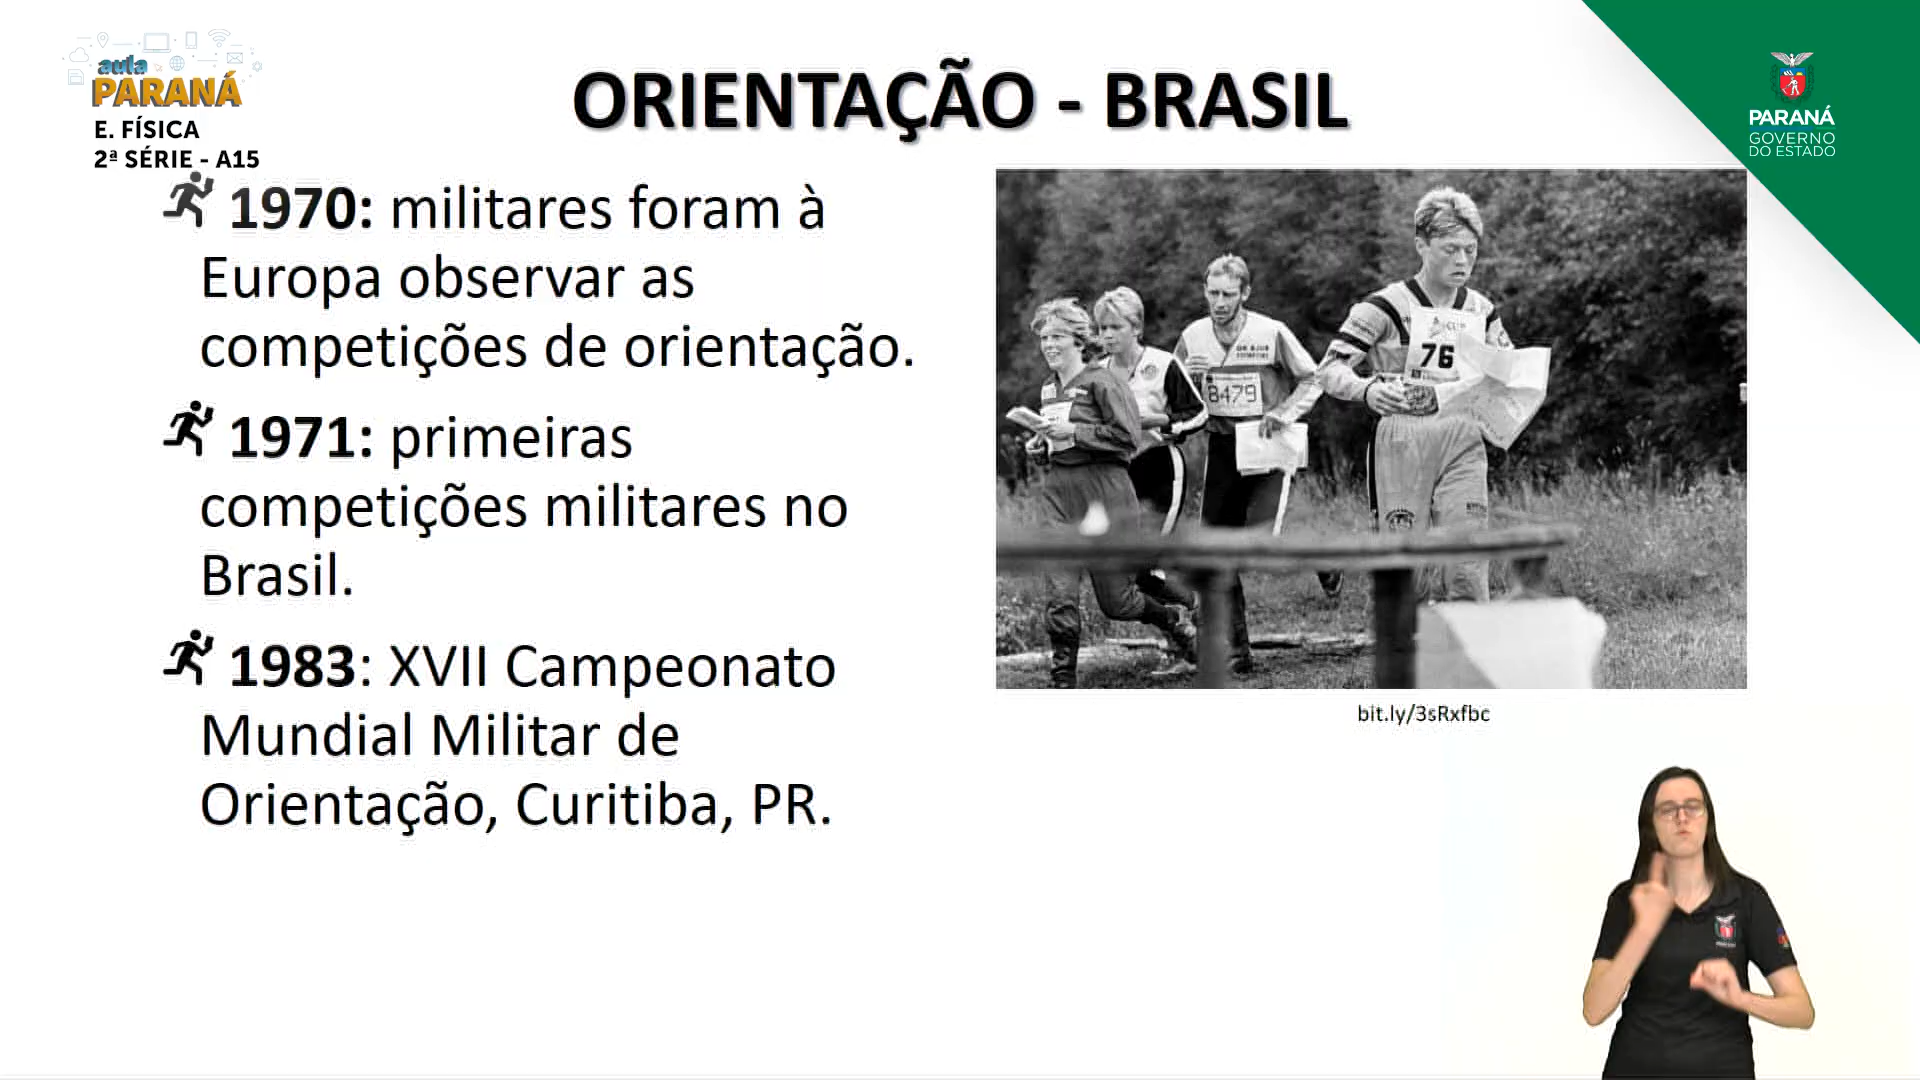 aula
PARANÁ
E. FÍSICA
2ª SÉRIE - A15
ORIENTAÇÃO - BRASIL
PARANÁ
GOVERNO
DO ESTADO
1970: militares foram à
Europa observar as
competições de orientação.
1971: primeiras
competições militares no
Brasil.
1983: XVII Campeonato
Mundial Militar de
Orientação, Curitiba, PR.
8479
76
bit.ly/3sRxfbc